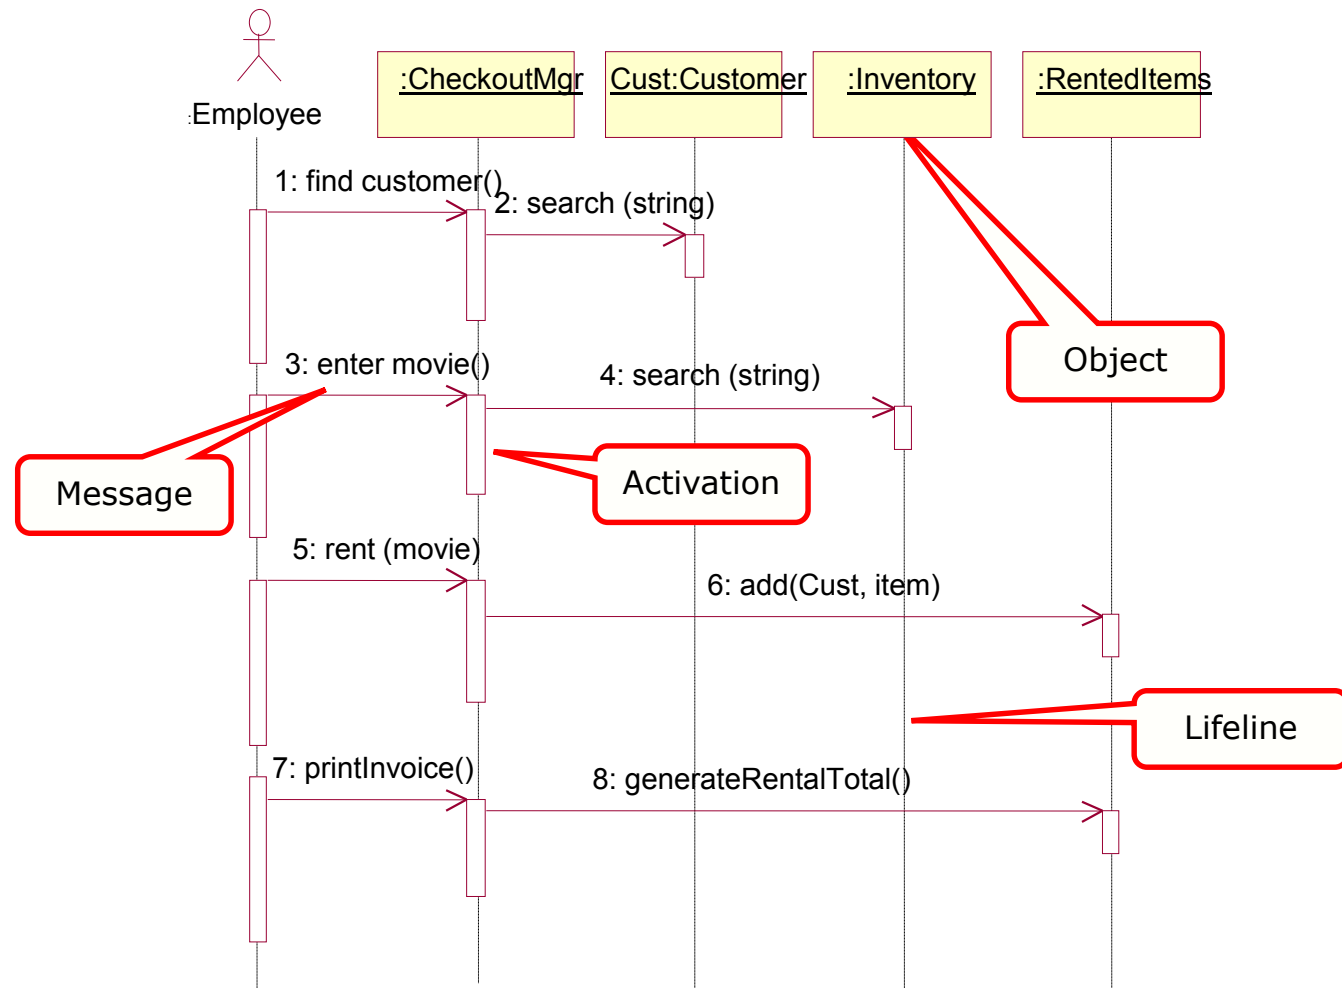 :CheckoutMgr
Cust:Customer
:Inventory
:RentedItems
:Employee
1: find customer()
2: search (string)
Object
3: enter movie()
4: search (string)
Message
Activation
5: rent (movie)
6: add(Cust, item)
Lifeline
7: printInvoice()
8: generateRentalTotal()